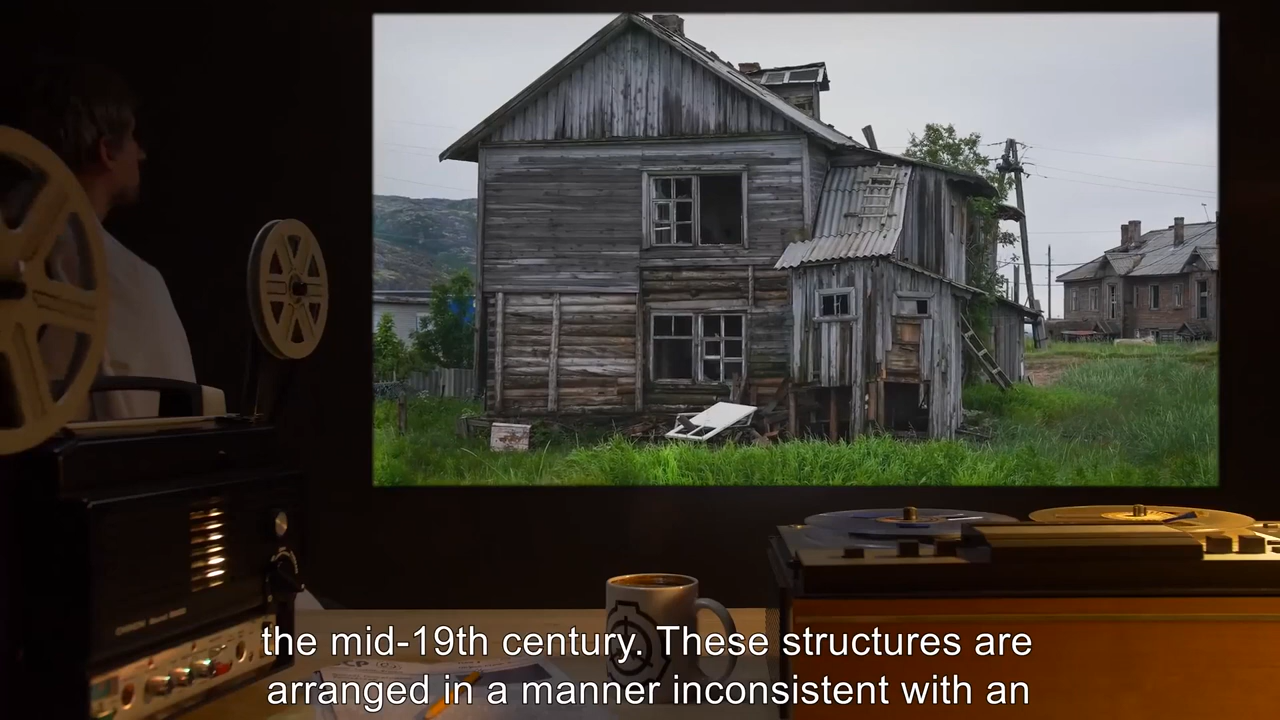 the mid-19th century. These structures are
arranged in a manner inconsistent with an